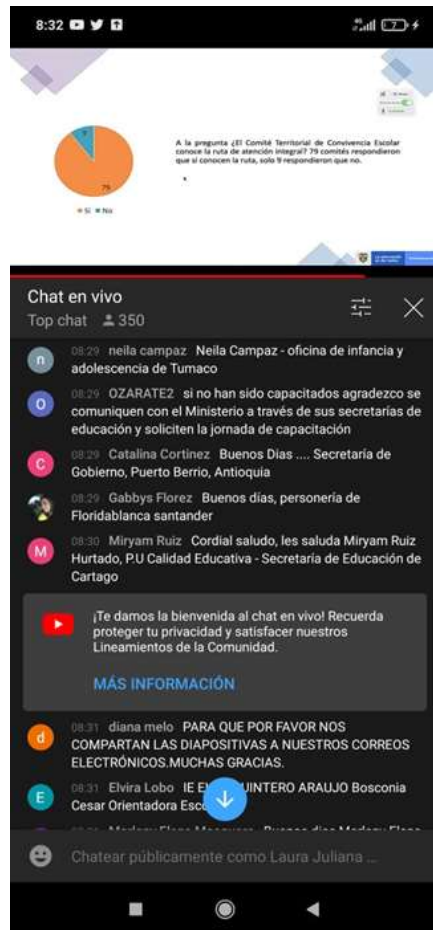 8:32
7
9
79
Sí No
A la pregunta ¿El Comité Territorial de Convivencia Escolar
conoce la ruta de atención integral? 79 comités respondieron
que si conocen la ruta, solo 9 respondieron que no.
Chat en vivo
Top chat 350
08:29 neila campaz Neila Campaz - oficina de infancia y
adolescencia de Tumaco
08:29 OZARATE2 si no han sido capacitados agradezco se
comuniquen con el Ministerio a través de sus secretarias de
educación y soliciten la jornada de capacitación
08:29 Catalina Cortinez Buenos Dias .... Secretaría de
Gobierno, Puerto Berrio, Antioquia
08:29 Gabbys Florez Buenos días, personería de
Floridablanca santander
08:30 Miryam Ruiz Cordial saludo, les saluda Miryam Ruiz
Hurtado, P.U Calidad Educativa - Secretaría de Educación de
Cartago
¡Te damos la bienvenida al chat en vivo! Recuerda
proteger tu privacidad y satisfacer nuestros
Lineamientos de la Comunidad.
MÁS INFORMACIÓN
08:31 diana melo PARA QUE POR FAVOR NOS
COMPARTAN LAS DIAPOSITIVAS A NUESTROS CORREOS
ELECTRÓNICOS.MUCHAS GRACIAS.
08:31 Elvira Lobo IE ARAUJO Bosconia
Cesar Orientadora
Chatear públicamente como Laura Juliana ...